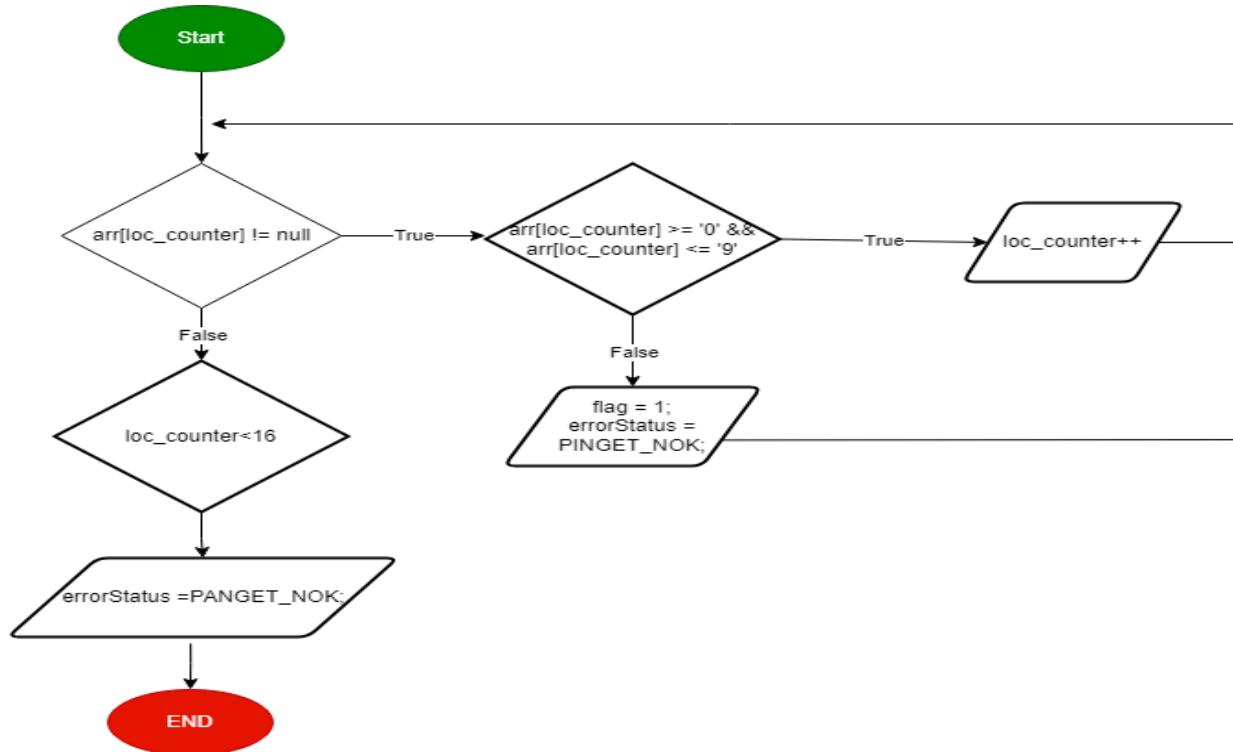 Start
arr[loc_counter] != null
True
arr[loc_counter] >= '0' &&
arr[loc_counter] <= '9'
True
loc_counter++
False
False
loc_counter<16
flag = 1;
errorStatus =
PINGET_NOK;
errorStatus =PANGET_NOK;
END